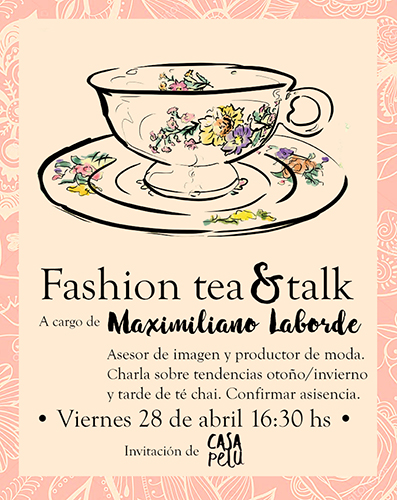 Fashion tea & talk
A cargo de Maximiliano Laborde
Asesor de imagen y productor de moda.
Charla sobre tendencias otoño/invierno
y tarde de té chai. Confirmar asisencia.
• Viernes 28 de abril 16:30 hs •
Invitación de CASA PELU